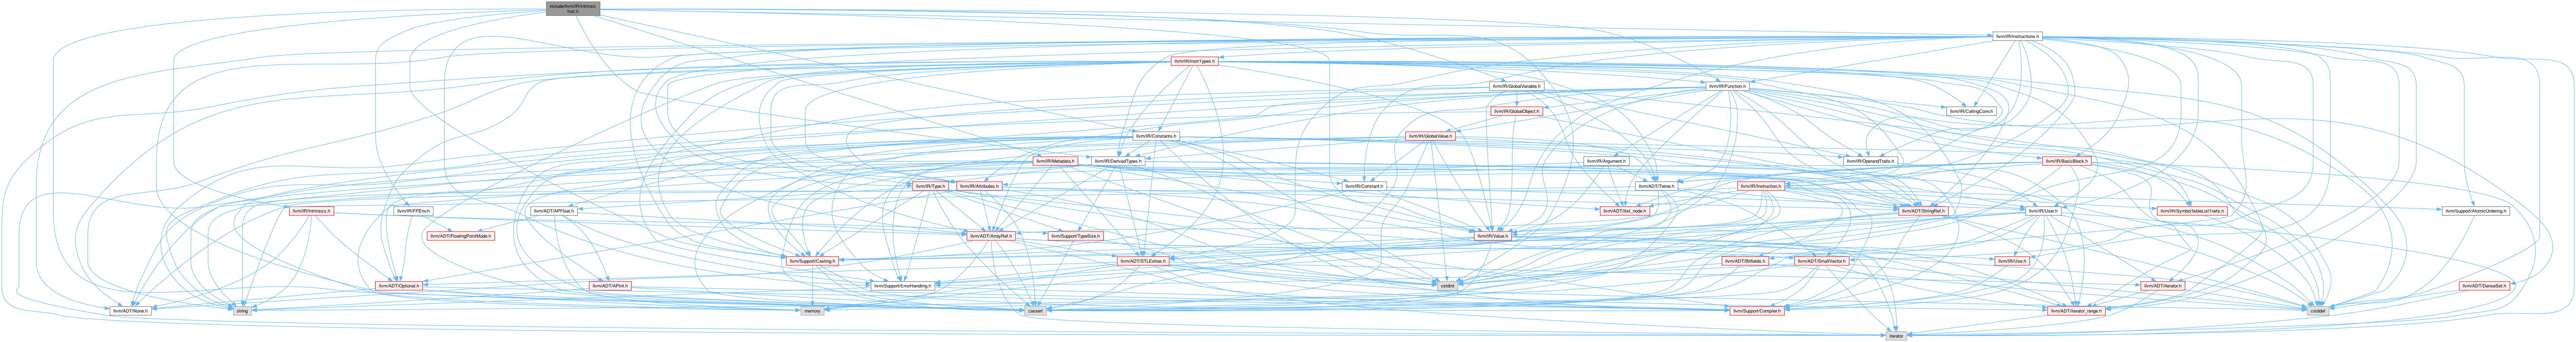 include/llvm/IR/Intrinsic
Inst.h
llvm/IR/Instructions.h
llvm/IR/InstrTypes.h
llvm/IR/GlobalVariable.h
llvm/IR/Function.h
llvm/IR/GlobalObject.h
llvm/IR/CallingConv.h
llvm/IR/Constants.h
llvm/IR/GlobalValue.h
llvm/IR/Metadata.h
llvm/IR/DerivedTypes.h
llvm/IR/Argument.h
llvm/IR/OperandTraits.h
llvm/IR/BasicBlock.h
llvm/IR/Type.h
llvm/IR/Attributes.h
llvm/IR/Constant.h
llvm/ADT/Twine.h
llvm/IR/Instruction.h
llvm/IR/Intrinsics.h
llvm/IR/FPEnv.h
llvm/ADT/APFloat.h
llvm/ADT/ilist_node.h
llvm/ADT/StringRef.h
llvm/IR/User.h
llvm/IR/SymbolTableListTraits.h
llvm/Support/AtomicOrdering.h
llvm/ADT/FloatingPointMode.h
llvm/ADT/ArrayRef.h
llvm/Support/TypeSize.h
llvm/IR/Value.h
llvm/Support/Casting.h
llvm/ADT/STLExtras.h
llvm/ADT/Bitfields.h
llvm/ADT/SmallVector.h
llvm/IR/Use.h
llvm/ADT/Optional.h
llvm/ADT/APInt.h
llvm/Support/ErrorHandling.h
cstdint
llvm/ADT/iterator.h
llvm/ADT/DenseSet.h
llvm/ADT/None.h
string
memory
cassert
llvm/Support/Compiler.h
llvm/ADT/iterator_range.h
cstddef
iterator